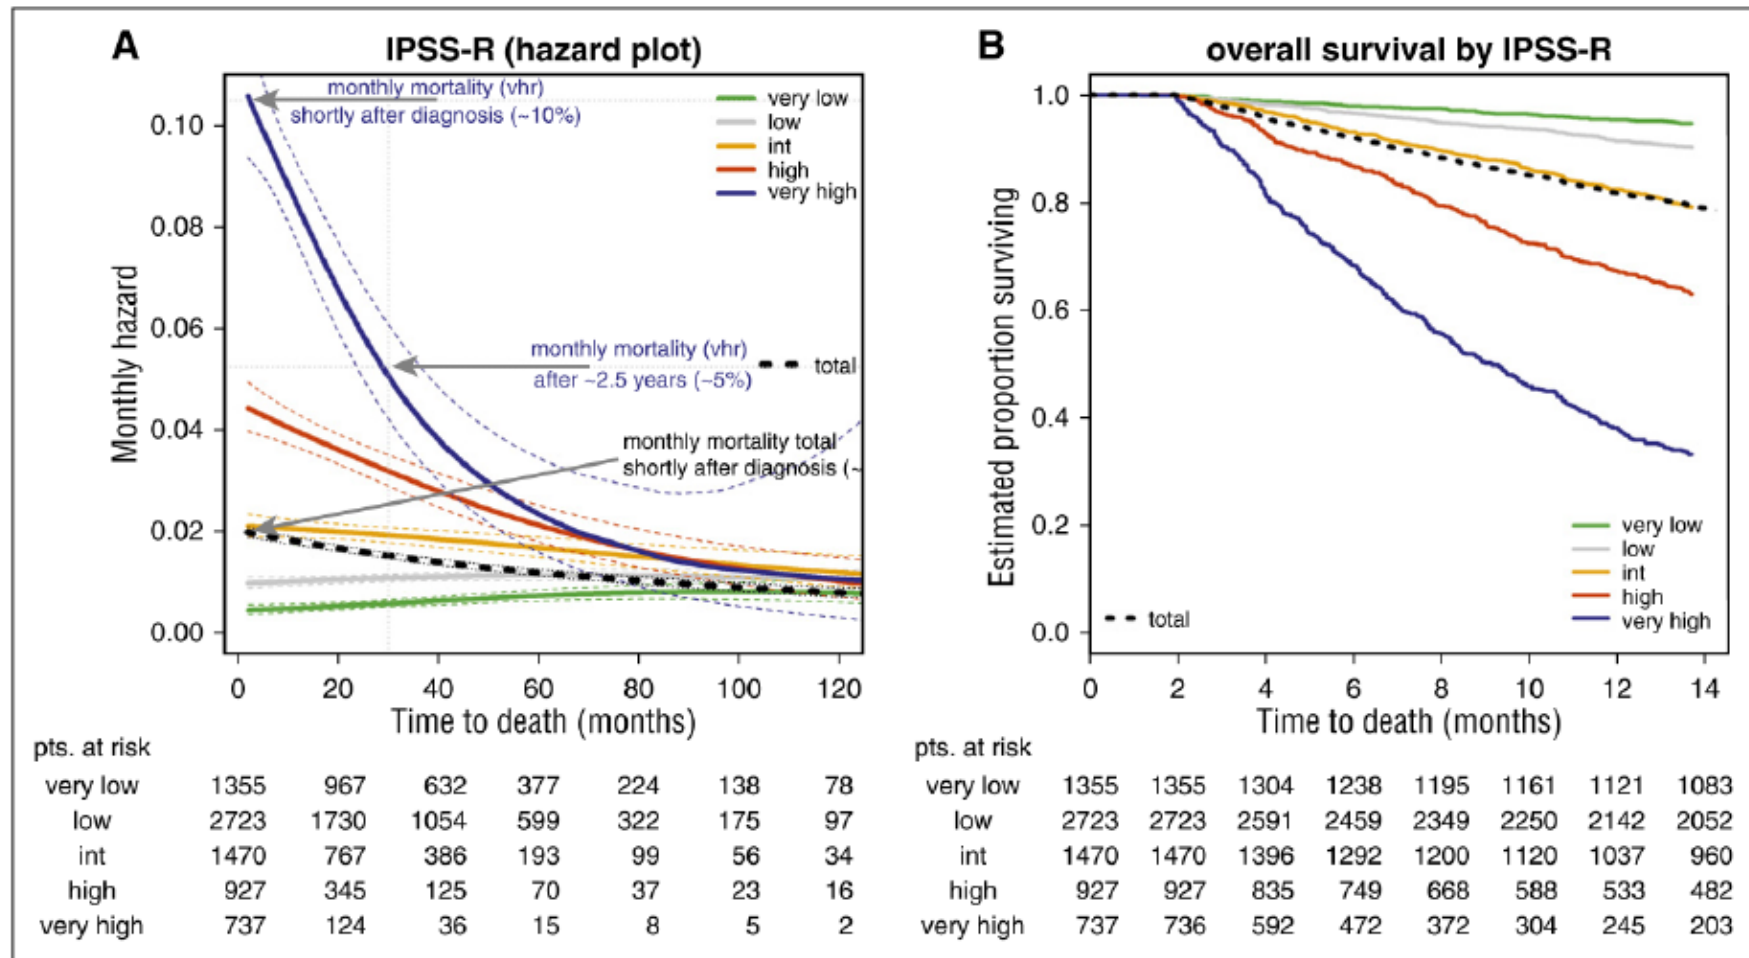 A
IPSS-R (hazard plot)
monthly mortality (vhr)
shortly after diagnosis (~10%)
very low
low
int
high
very high
monthly mortality (vhr)
after ~2.5 years (~5%)
total
monthly mortality total
shortly after diagnosis (~
Monthly hazard
0.10
0.08
0.06
0.04
0.02
0.00
0 20 40 60 80 100 120
Time to death (months)
pts. at risk
very low 1355 967 632 377 224 138 78
low 2723 1730 1054 599 322 175 97
int 1470 767 386 193 99 56 34
high 927 345 125 70 37 23 16
very high 737 124 36 15 8 5 2
B
overall survival by IPSS-R
Estimated proportion surviving
1.0
0.8
0.6
0.4
0.2
0.0
very low
low
int
high
very high
total
0 2 4 6 8 10 12 14
Time to death (months)
pts. at risk
very low 1355 1355 1304 1238 1195 1161 1121 1083
low 2723 2723 2591 2459 2349 2250 2142 2052
int 1470 1470 1396 1292 1200 1120 1037 960
high 927 927 835 749 668 588 533 482
very high 737 736 592 472 372 304 245 203